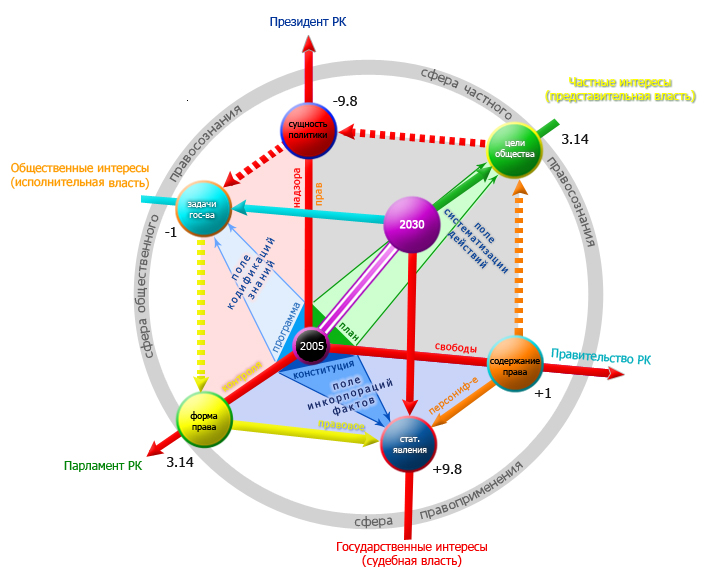 Президент РК
сфера частного
Частные интересы
(представительная власть)
-9.8
правосознания
сущность
политики
3.14
цели
общества
Общественные интересы
(исполнительная власть)
надзора
прав
задачи
гос-ва
-1
2030
поле
систематизации
действий
правосознания
поле
кодификаций
знаний
сфера общественного
программа
план
2005
свободы
содержание
права
Правительство РК
конституция
контроля
поле
инкорпораций
фактов
персониф-е
+1
форма
права
правовое
стат.
явления
Парламент РК
3.14
+9.8
сфера
правоприменения
Государственные интересы
(судебная власть)